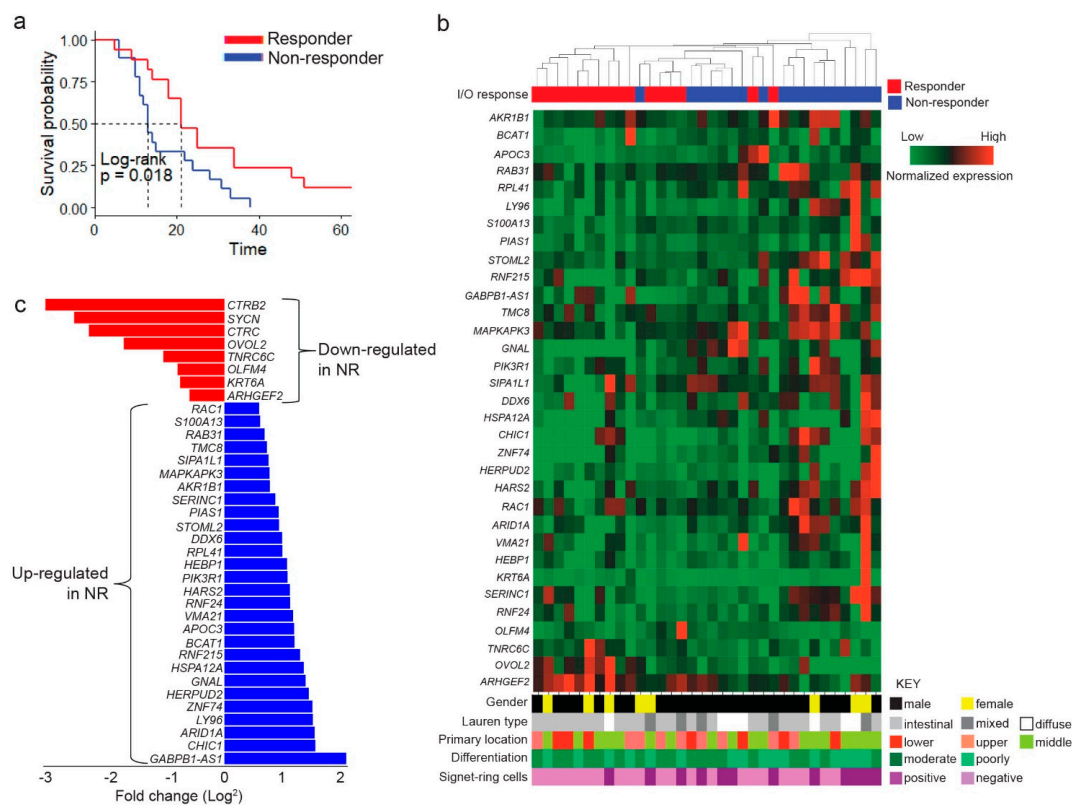 a
Responder
Non-responder
Survival probability
1.00
0.75
0.50
0.25
0.00
Log-rank
p = 0.018
0 20 40 60
Time
b
I/O response
Responder
Non-responder
Low High
Normalized expression
AKR1B1
BCAT1
APOC3
RAB31
RPL41
LY96
S100A13
PIAS1
STOML2
RNF215
GABPB1-AS1
TMC8
MAPKAPK3
GNAL
PIK3R1
SIPA1L1
DDX6
HSPA12A
CHIC1
ZNF74
HERPUD2
HARS2
RAC1
ARID1A
VMA21
HEBP1
KRT6A
SERINC1
RNF24
OLFM4
TNRC6C
OVOL2
ARHGEF2
Gender
Lauren type
Primary location
Differentiation
Signet-ring cells
KEY
male female
intestinal mixed diffuse
lower upper middle
moderate poorly
positive negative
c
CTRB2
SYCN
CTRC
OVOL2
TNRC6C
OLFM4
KRT6A
ARHGEF2
Down-regulated
in NR
RAC1
S100A13
RAB31
TMC8
SIPA1L1
MAPKAPK3
AKR1B1
SERINC1
PIAS1
STOML2
DDX6
RPL41
HEBP1
PIK3R1
HARS2
RNF24
VMA21
APOC3
BCAT1
RNF215
HSPA12A
GNAL
HERPUD2
ZNF74
LY96
ARID1A
CHIC1
GABPB1-AS1
Up-regulated
in NR
-3 -2 -1 0 1 2
Fold change (Log2)